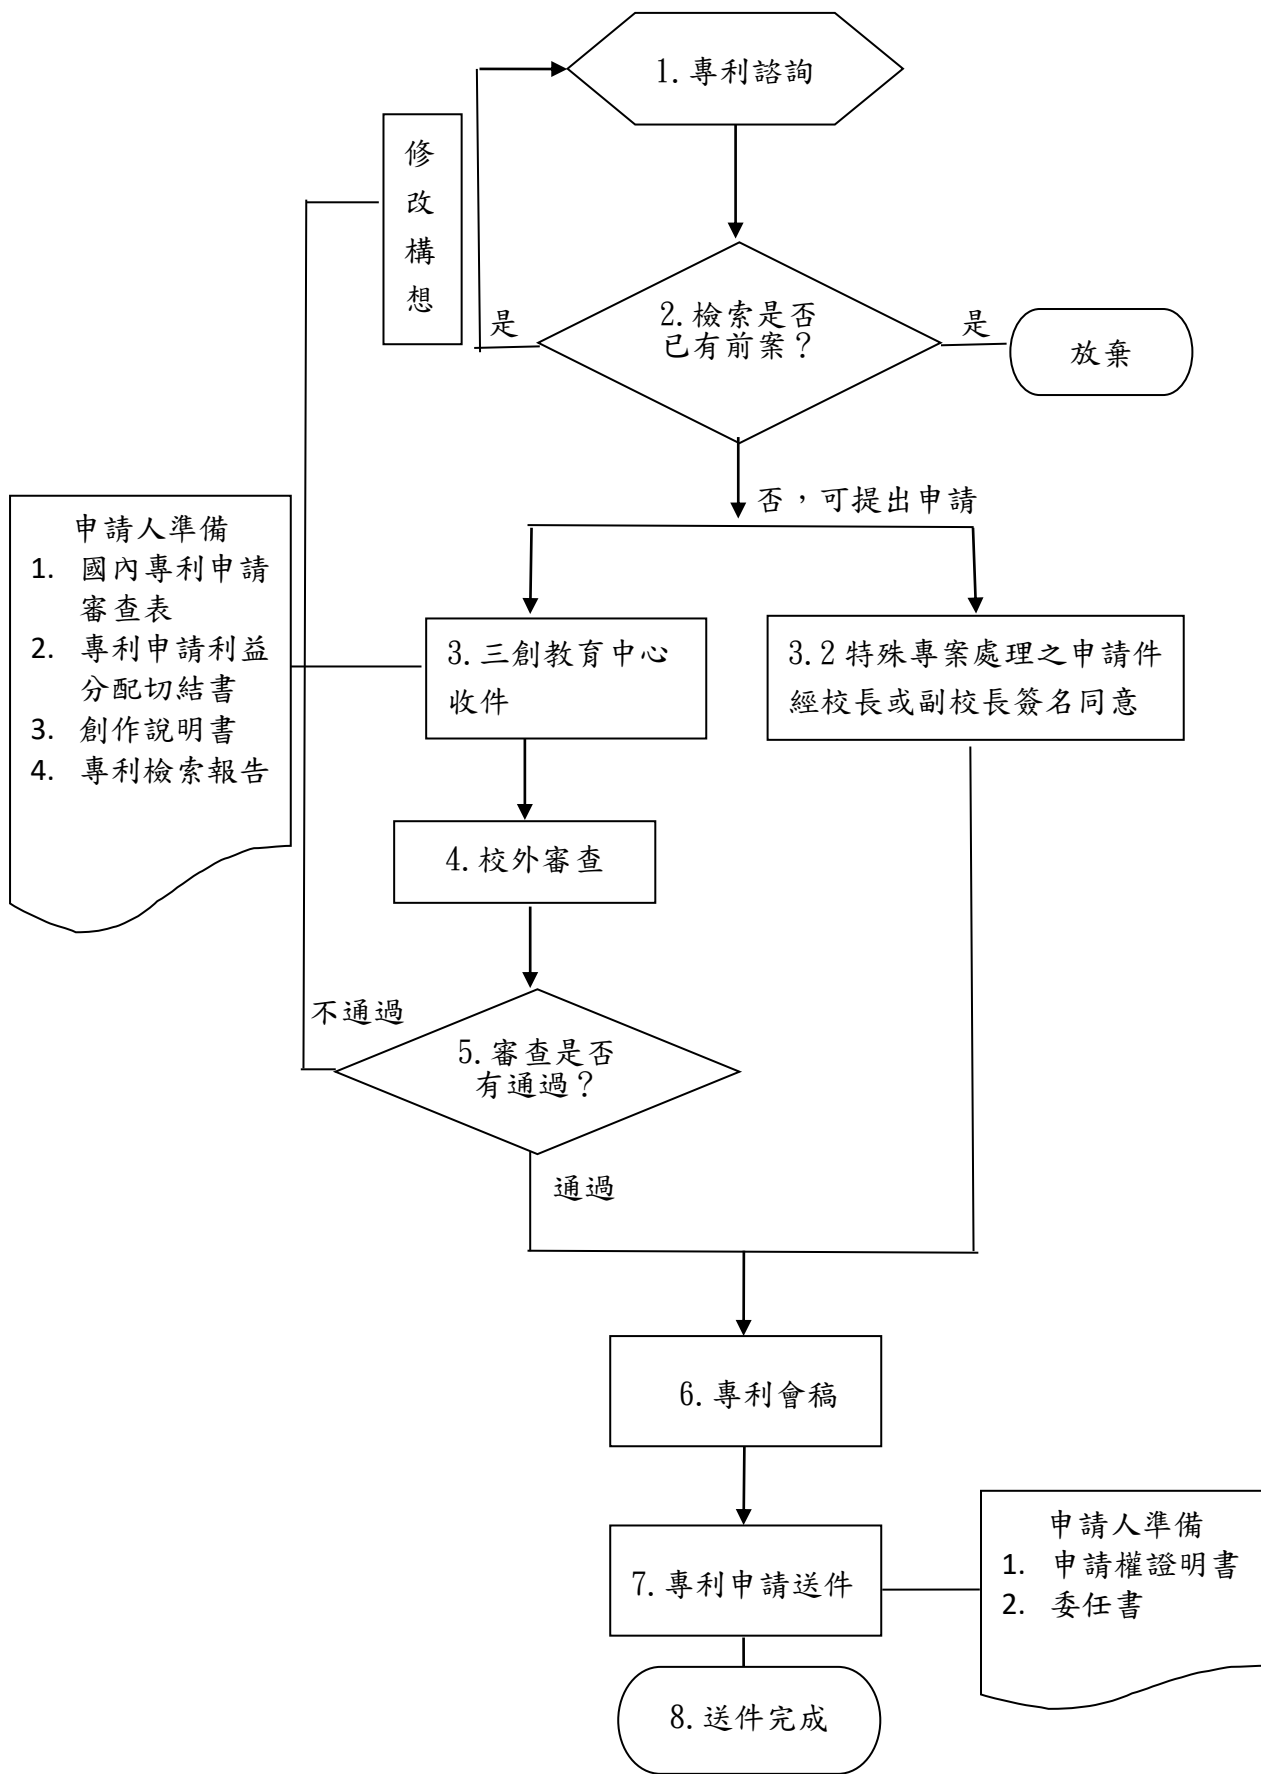 1.專利諮詢
修
改
構
想
2.檢索是否
已有前案？
是
是
放棄
否，可提出申請
申請人準備
1. 國內專利申請
審查表
2. 專利申請利益
分配切結書
3. 創作說明書
4. 專利檢索報告
3.三創教育中心
收件
3.2 特殊專案處理之申請件
經校長或副校長簽名同意
4.校外審查
不通過
5.審查是否
有通過？
通過
6.專利會稿
7.專利申請送件
申請人準備
1. 申請權證明書
2. 委任書
8.送件完成